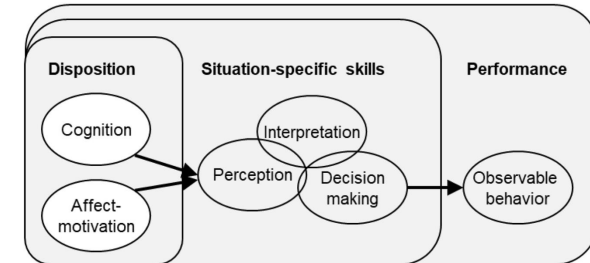 Disposition
Situation-specific skills
Performance
Cognition
Affect-
motivation
Interpretation
Perception
Decision
making
Observable
behavior